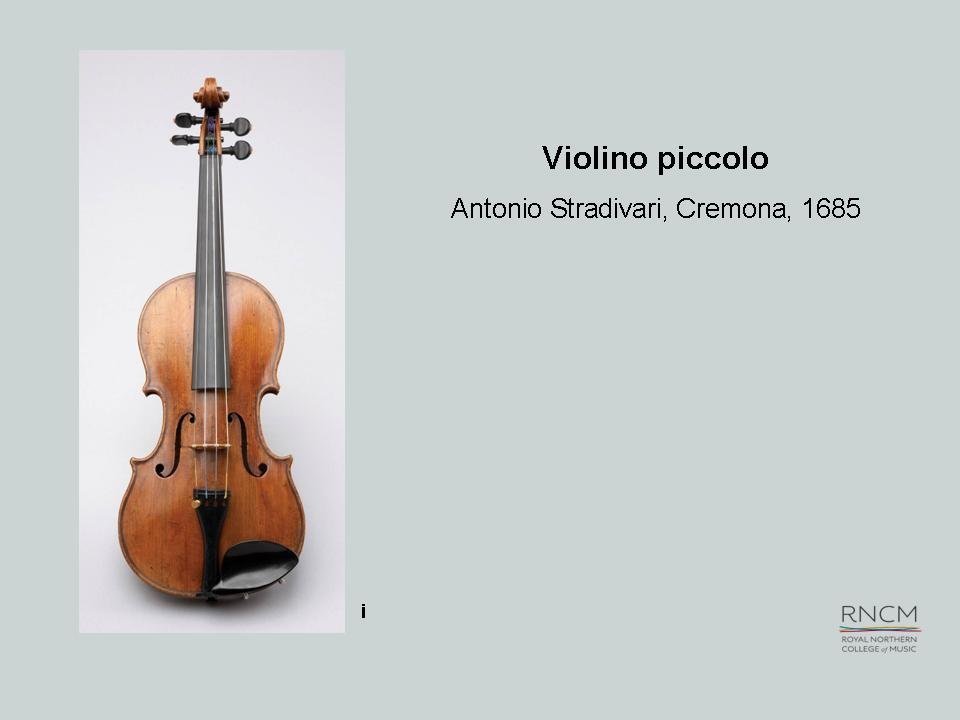 Violino piccolo
Antonio Stradivari, Cremona, 1685
i
RNCM
ROYAL NORTHERN
COLLEGE of MUSIC